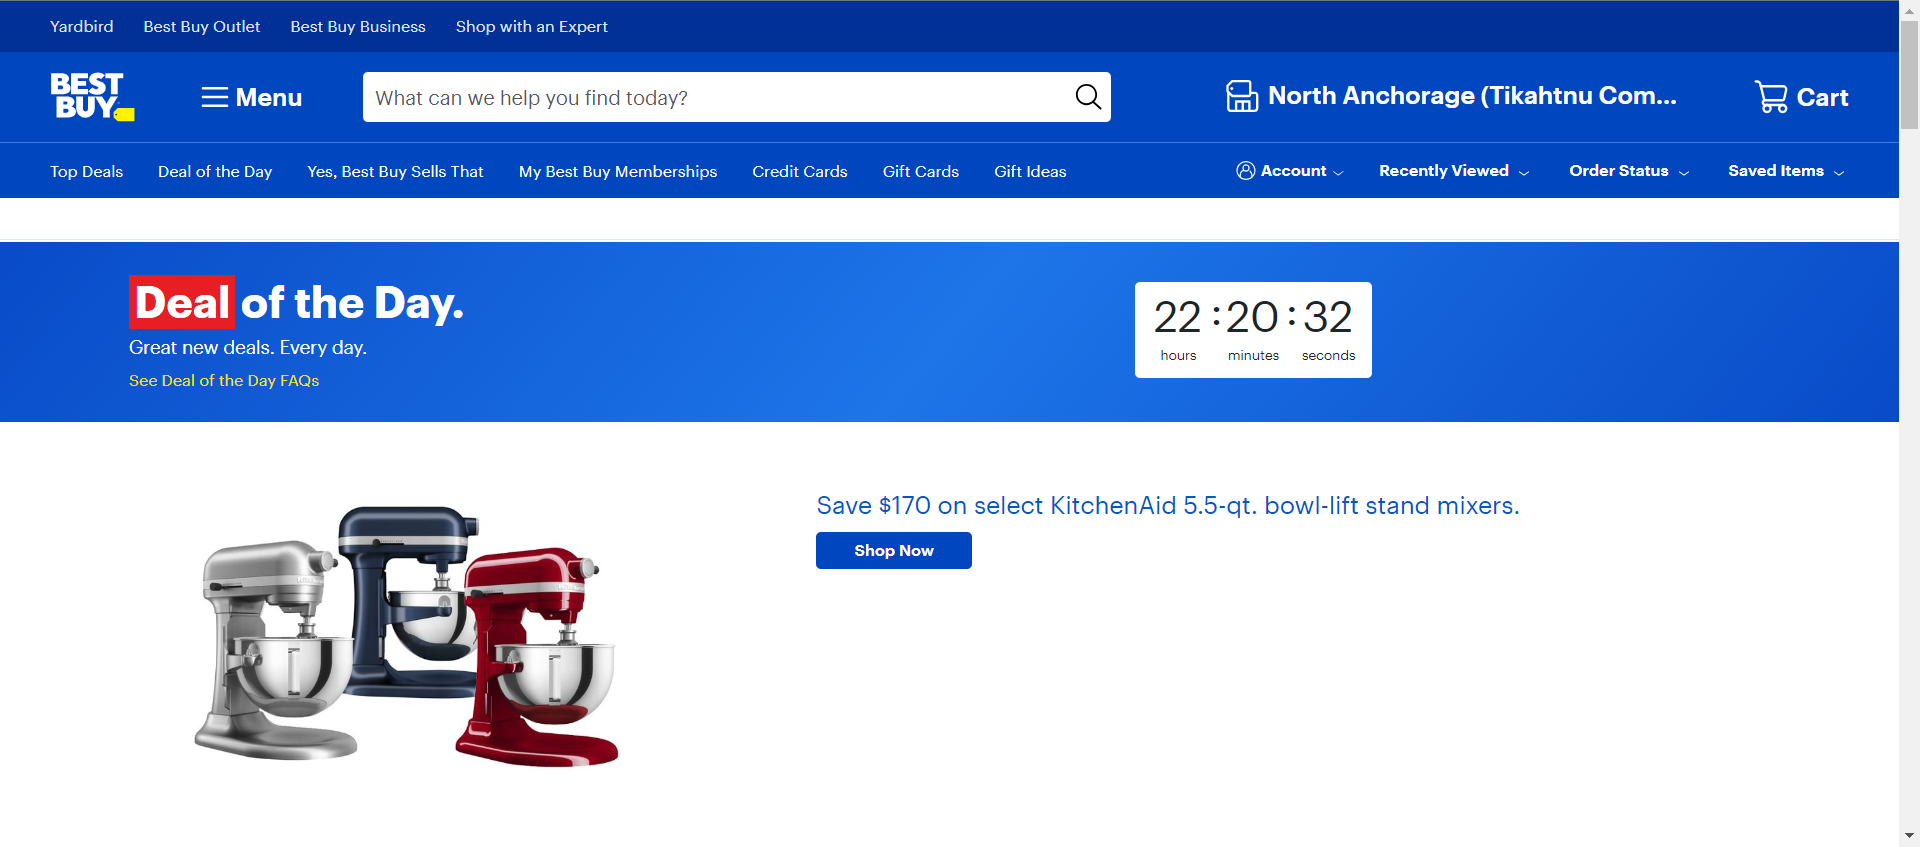 Yardbird Best Buy Outlet Best Buy Business Shop with an Expert
BEST
BUY
Menu
What can we help you find today?
North Anchorage (Tikahtnu Com...
Cart
Top Deals Deal of the Day Yes, Best Buy Sells That My Best Buy Memberships Credit Cards Gift Cards Gift Ideas Account Recently Viewed Order Status Saved Items
Deal of the Day.
Great new deals. Every day.
See Deal of the Day FAQs
22 : 20 : 32
hours minutes seconds
Save $170 on select KitchenAid 5.5-qt. bowl-lift stand mixers.
Shop Now